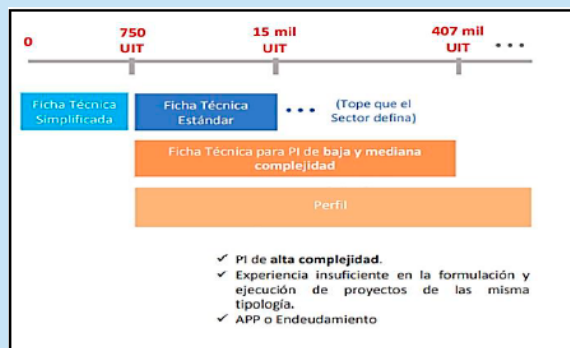 0
750
UIT
15 mil
UIT
407 mil
UIT
• • •
Ficha Técnica
Simplificada
Ficha Técnica
Estándar
• • •
(Tope que el
Sector defina)
Ficha Técnica para PI de baja y mediana
complejidad
Perfil
✓ PI de alta complejidad.
✓ Experiencia insuficiente en la formulación y
ejecución de proyectos de las misma
tipología.
✓ APP o Endeudamiento